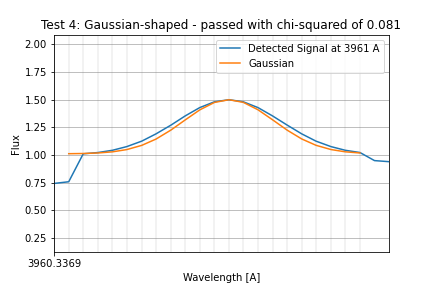 Test 4: Gaussian-shaped - passed with chi-squared of 0.081
Detected Signal at 3961 A
Gaussian
2.00
1.75
1.50
1.25
1.00
0.75
0.50
0.25
Flux
3960.3369
Wavelength [A]